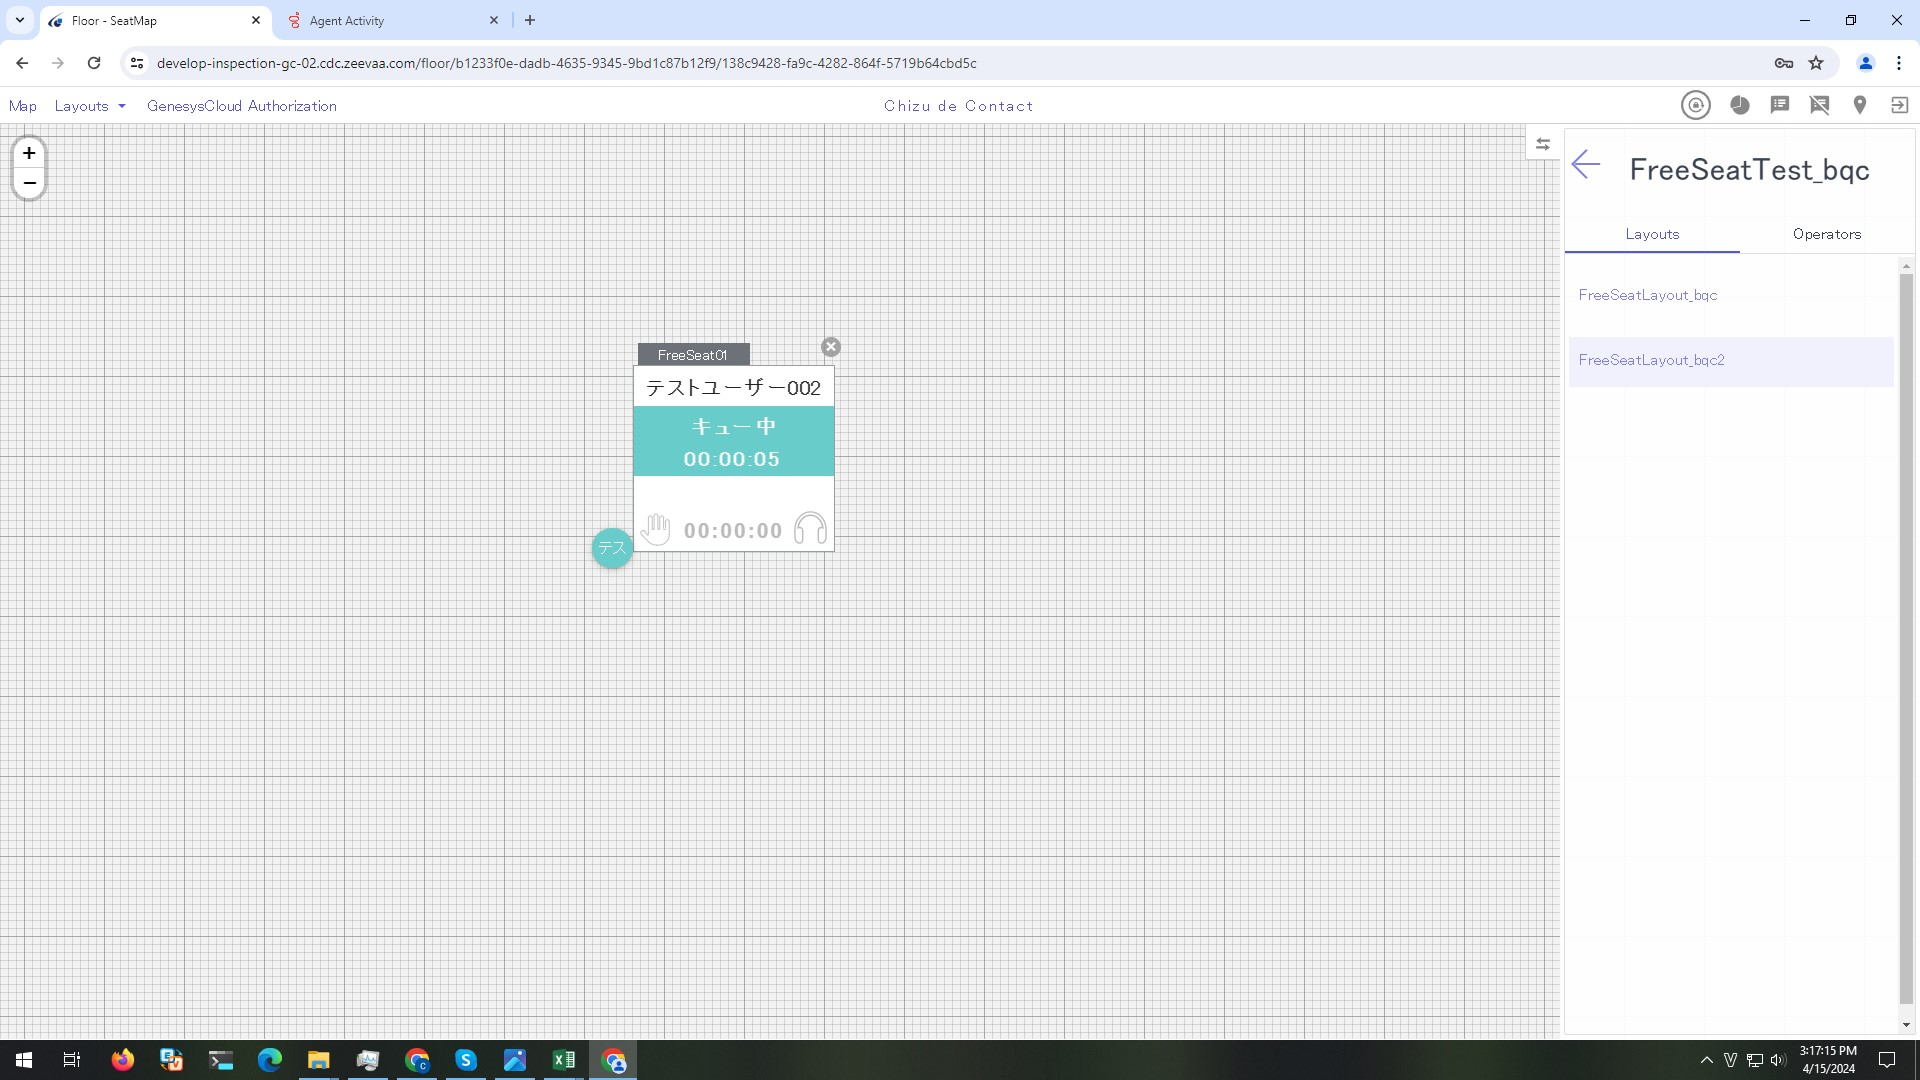 Floor - SeatMap
Agent Activity
develop-inspection-gc-02.cdc.zeevaa.com/floor/b1233f0e-dadb-4635-9345-9bd1c87b12f9/138c9428-fa9c-4282-864f-5719b64cbd5c
Map
Layouts
GenesysCloud Authorization
Chizu de Contact
+
−
FreeSeatTest_bqc
Layouts
Operators
FreeSeatLayout_bqc
FreeSeatLayout_bqc2
FreeSeat01
テストユーザー002
キュー中
00:00:05
00:00:00
テス
3:17:15 PM
4/15/2024